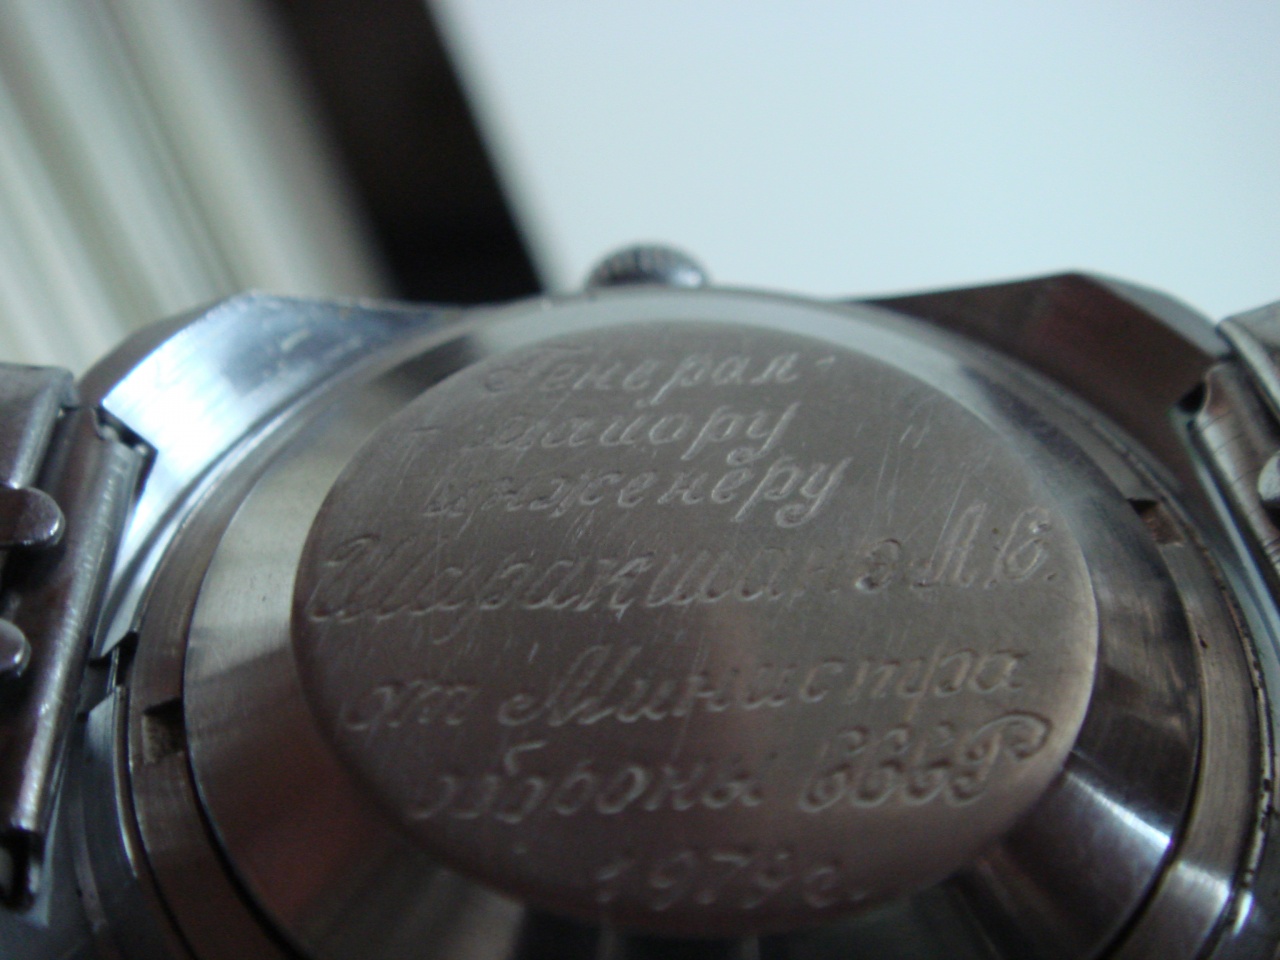 Генерал-
майору
инженеру
Шаракшанэ А.С.
от Министра
обороны СССР
1979г.